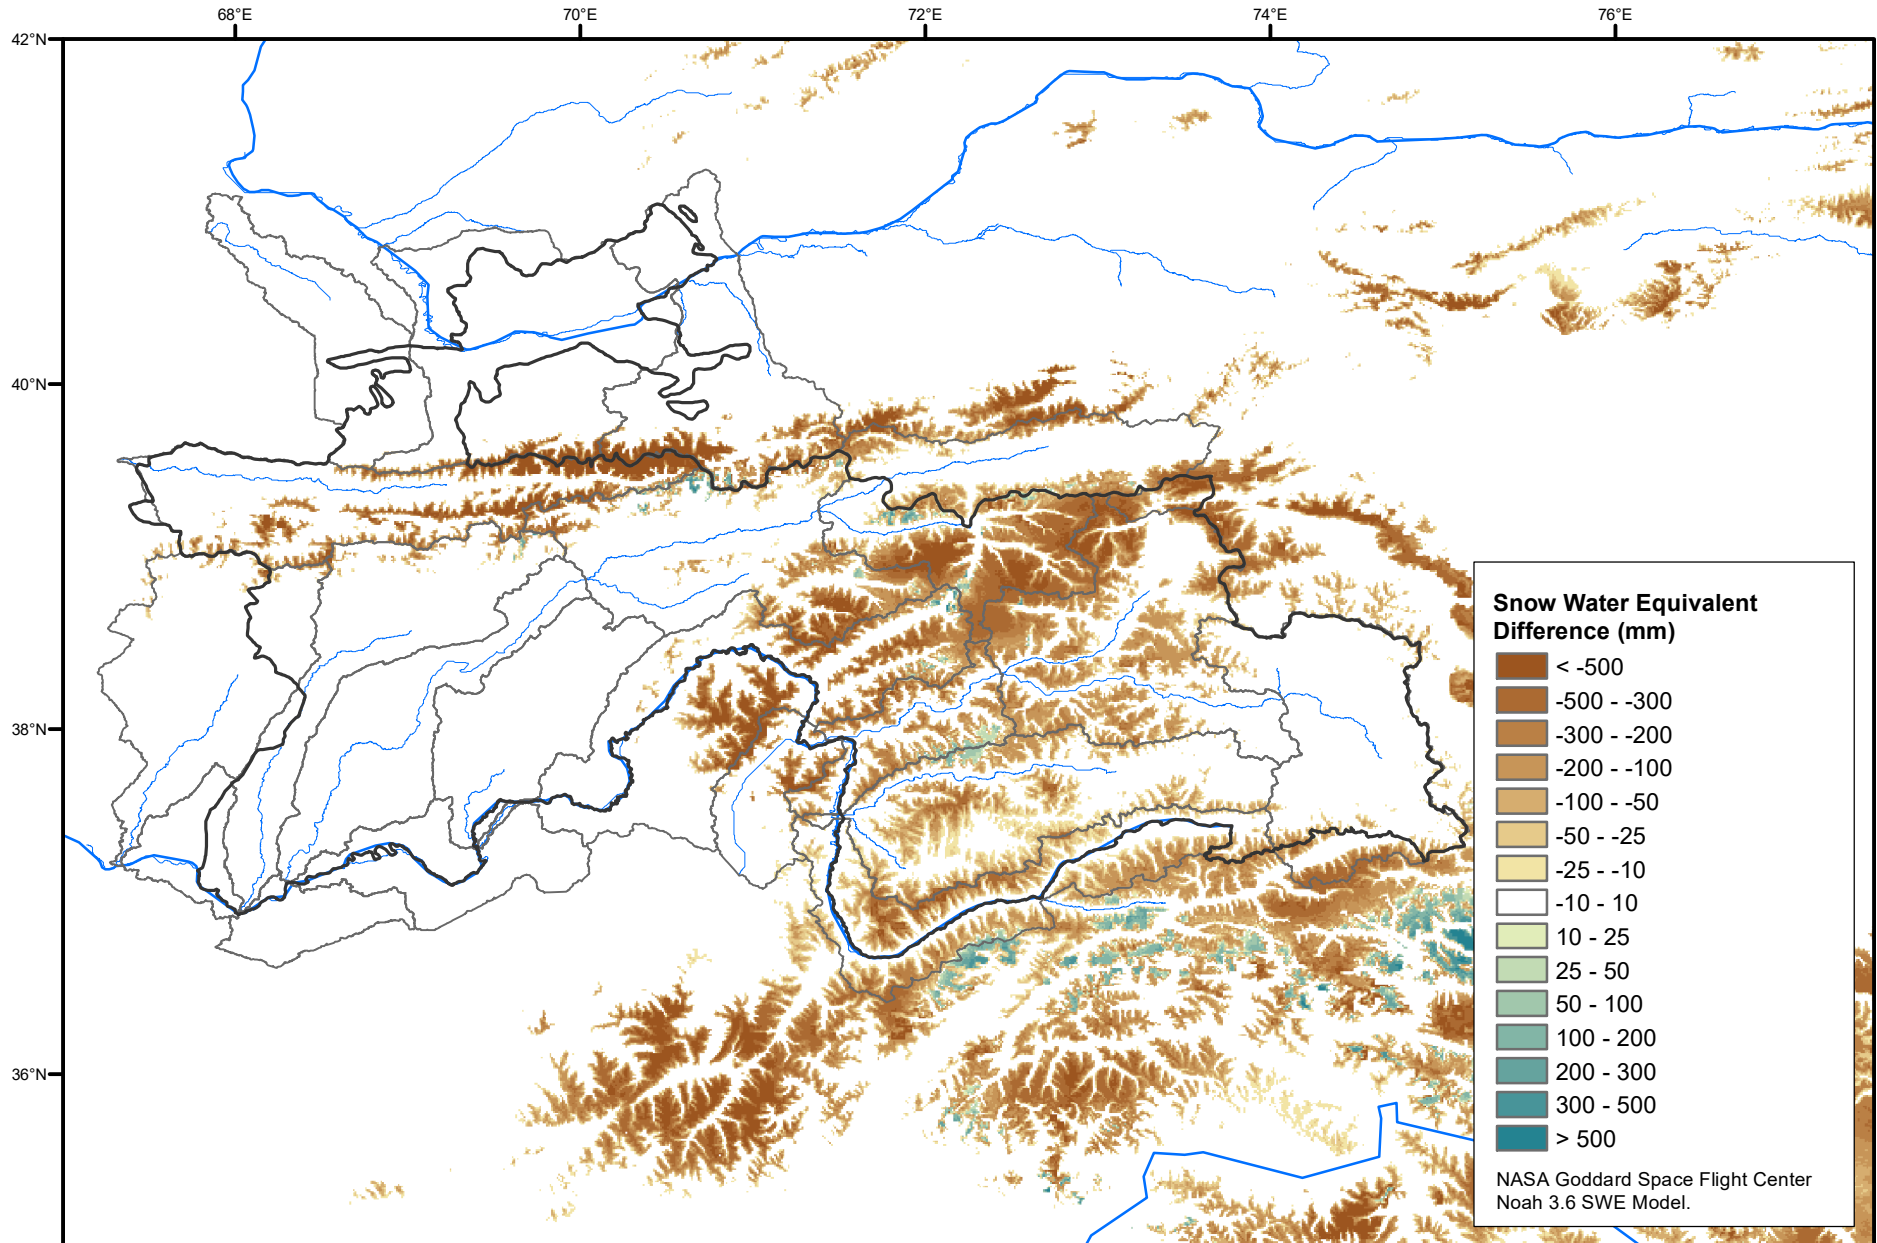 68°E
70°E
72°E
74°E
76°E
42°N
40°N
38°N
36°N
Snow Water Equivalent
Difference (mm)
< -500
-500 - -300
-300 - -200
-200 - -100
-100 - -50
-50 - -25
-25 - -10
-10 - 10
10 - 25
25 - 50
50 - 100
100 - 200
200 - 300
300 - 500
> 500
NASA Goddard Space Flight Center
Noah 3.6 SWE Model.